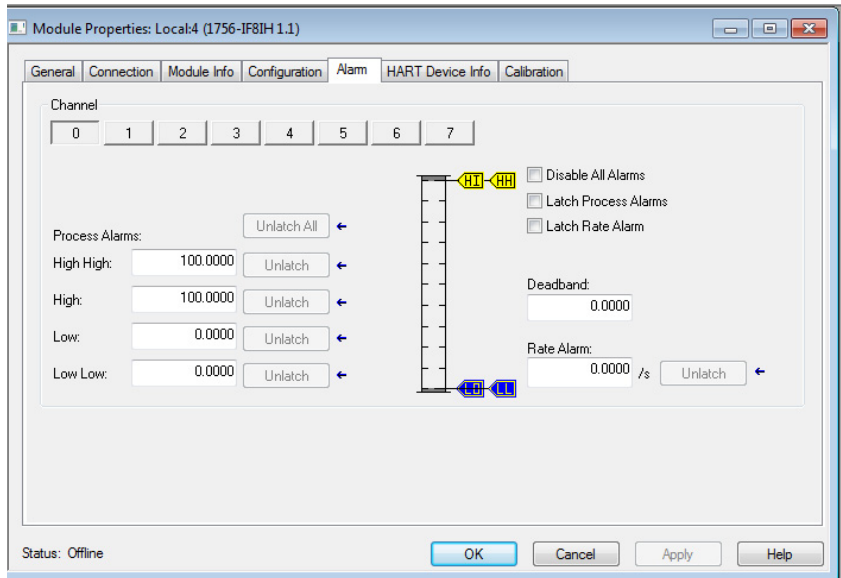 Module Properties: Local:4 (1756-IF8IH 1.1)
General Connection Module Info Configuration Alarm HART Device Info Calibration
Channel
0 1 2 3 4 5 6 7
HI HH
Disable All Alarms
Latch Process Alarms
Latch Rate Alarm
Process Alarms: Unlatch All
High High: 100.0000 Unlatch
High: 100.0000 Unlatch
Low: 0.0000 Unlatch
Low Low: 0.0000 Unlatch
Deadband:
0.0000
Rate Alarm:
0.0000 /s Unlatch
LO LL
Status: Offline
OK Cancel Apply Help